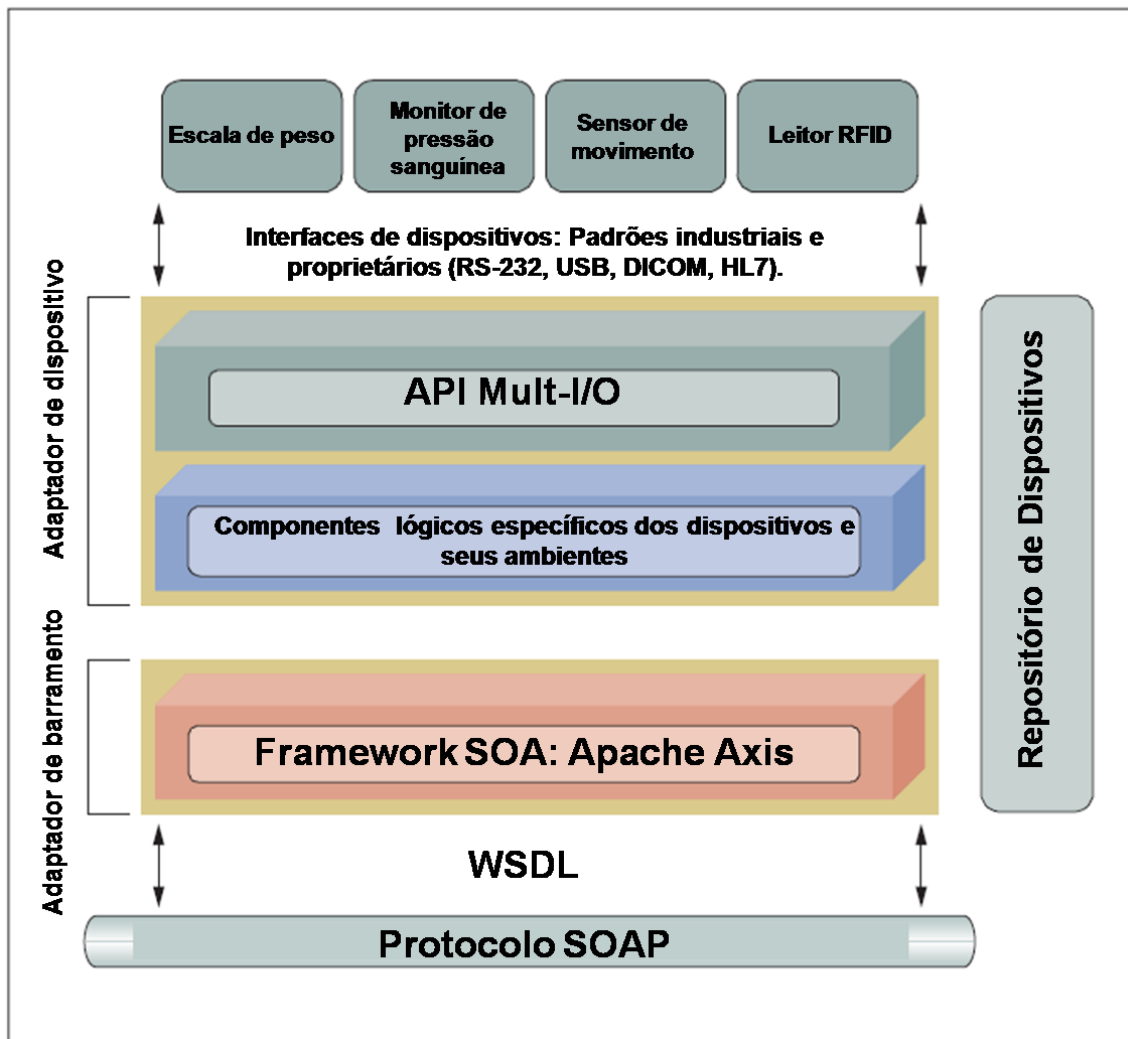 Escala de peso
Monitor de
pressão
sanguínea
Sensor de
movimento
Leitor RFID
Interfaces de dispositivos: Padrões industriais e
proprietários (RS-232, USB, DICOM, HL7).
Adaptador de dispositivo
API Mult-I/O
Componentes lógicos específicos dos dispositivos e
seus ambientes
Repositório de Dispositivos
Adaptador de barramento
Framework SOA: Apache Axis
WSDL
Protocolo SOAP